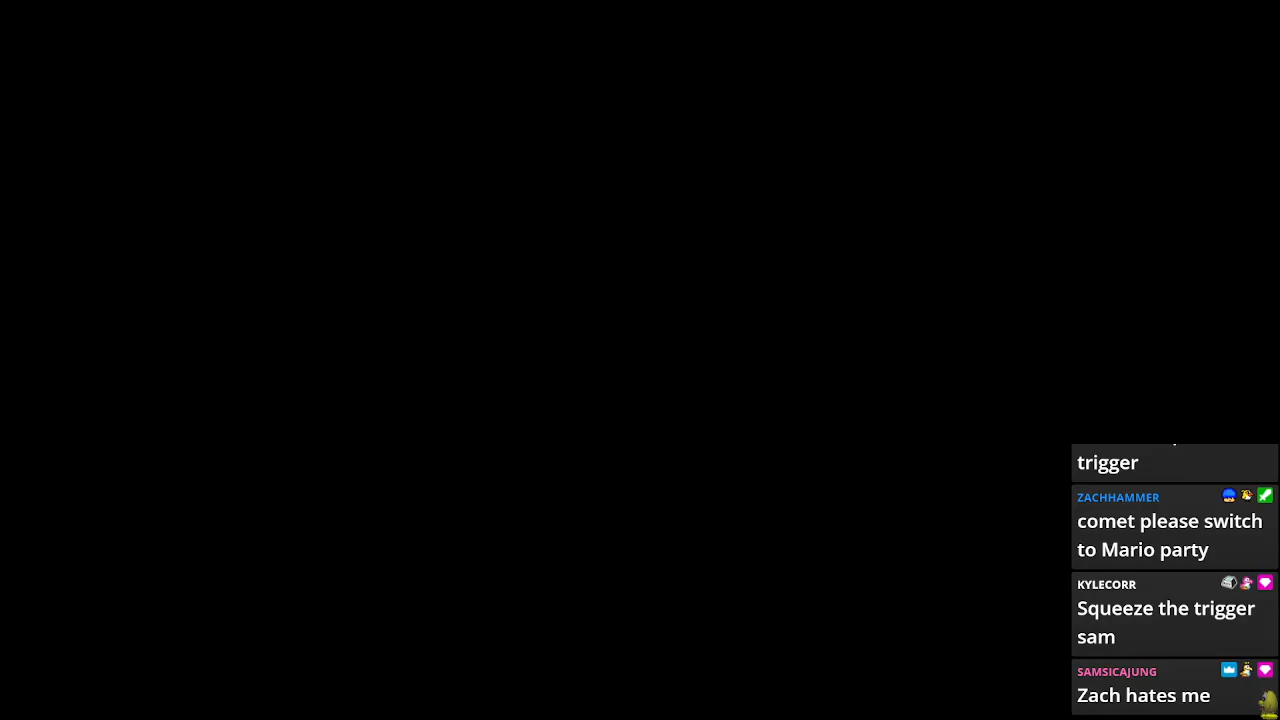 trigger
ZACHHAMMER
comet please switch
to Mario party
KYLECORR
Squeeze the trigger
sam
SAMSICAJUNG
Zach hates me